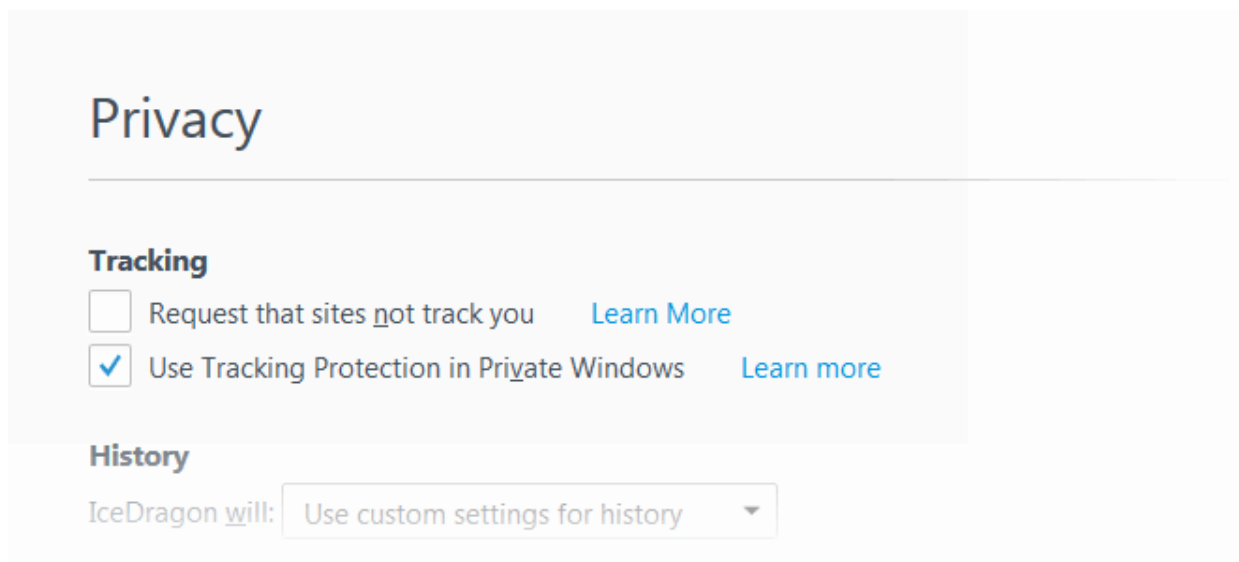 Privacy
Tracking
Request that sites not track you Learn More
Use Tracking Protection in Private Windows Learn more
History
IceDragon will: Use custom settings for history